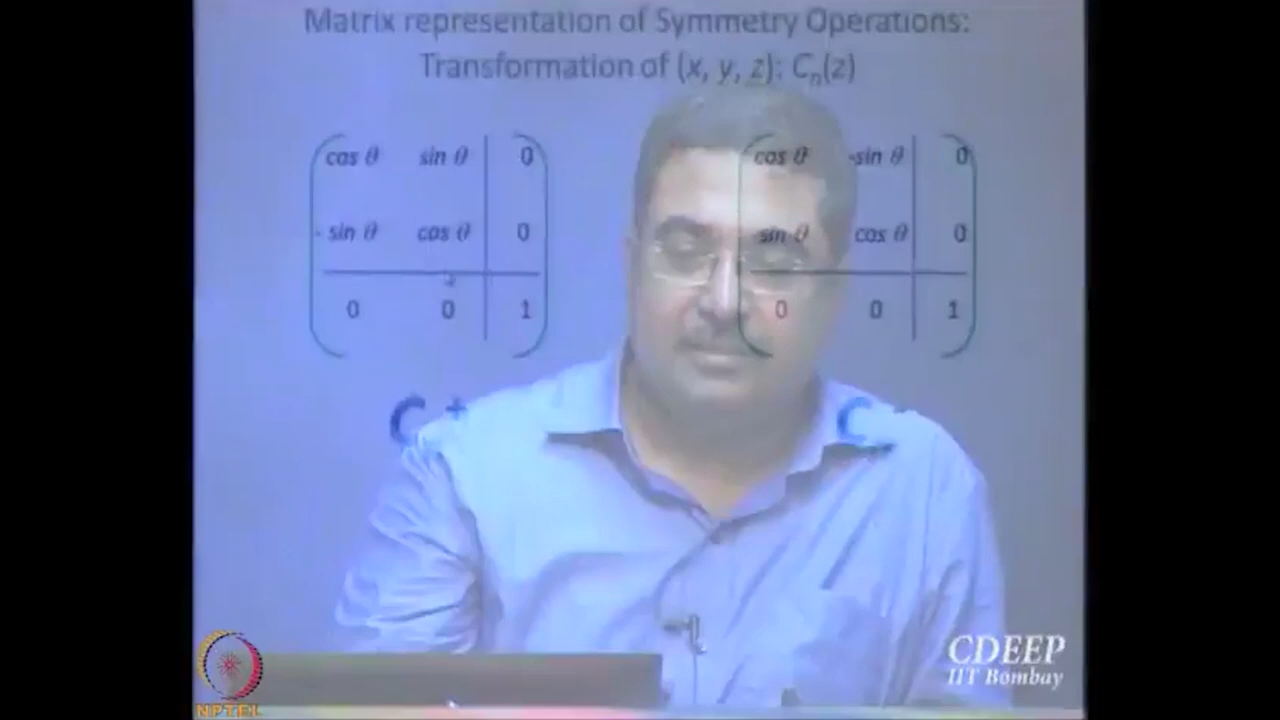 Matrix representation of Symmetry Operations:
Transformation of (x, y, z): Cn(z)
cos θ sin θ 0 cos θ -sin θ 0
- sin θ cos θ 0 sin θ cos θ 0
0 0 1 0 0 1
C + C
CDEEP
IIT Bombay
NPTEL